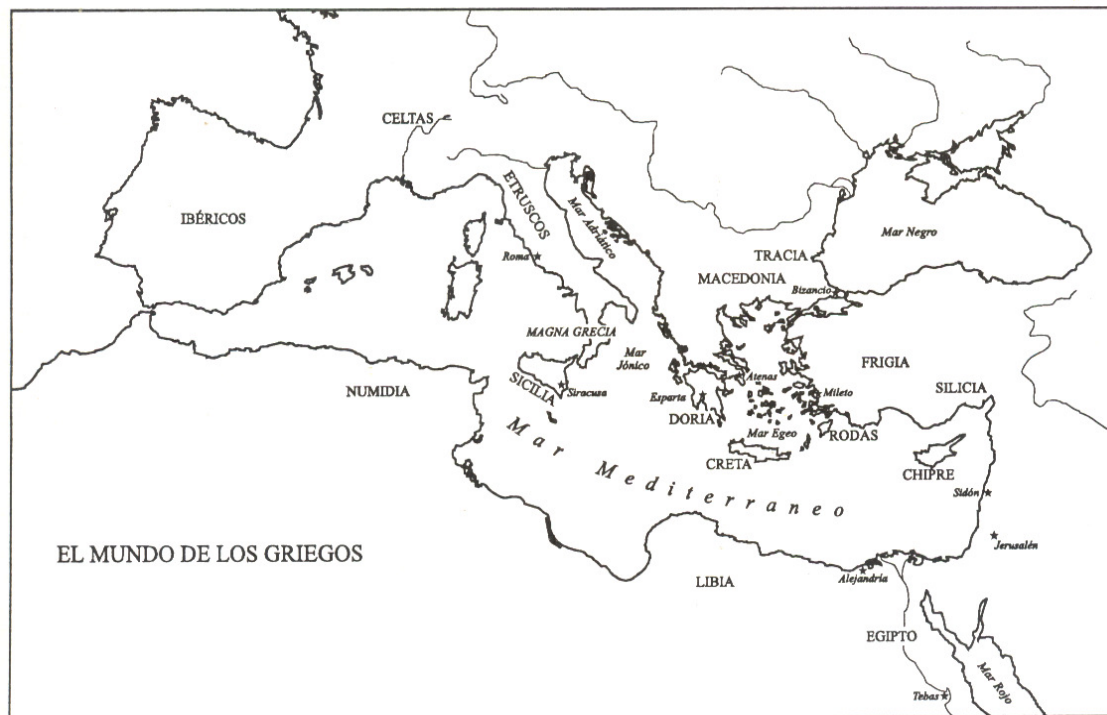 CELTAS
IBÉRICOS
ETRUSCOS
Mar Adriático
Roma
Mar Negro
TRACIA
MACEDONIA
Bizancio
MAGNA GRECIA
Mar
Jónico
FRIGIA
NUMIDIA
SICILIA
Siracusa
Esparta
Atenas
Mileto
SILICIA
DORIA
Mar Egeo
RODAS
CRETA
CHIPRE
Mar Mediterraneo
Sidón
EL MUNDO DE LOS GRIEGOS
Jerusalén
Alejandría
LIBIA
EGIPTO
Mar Rojo
Tebas